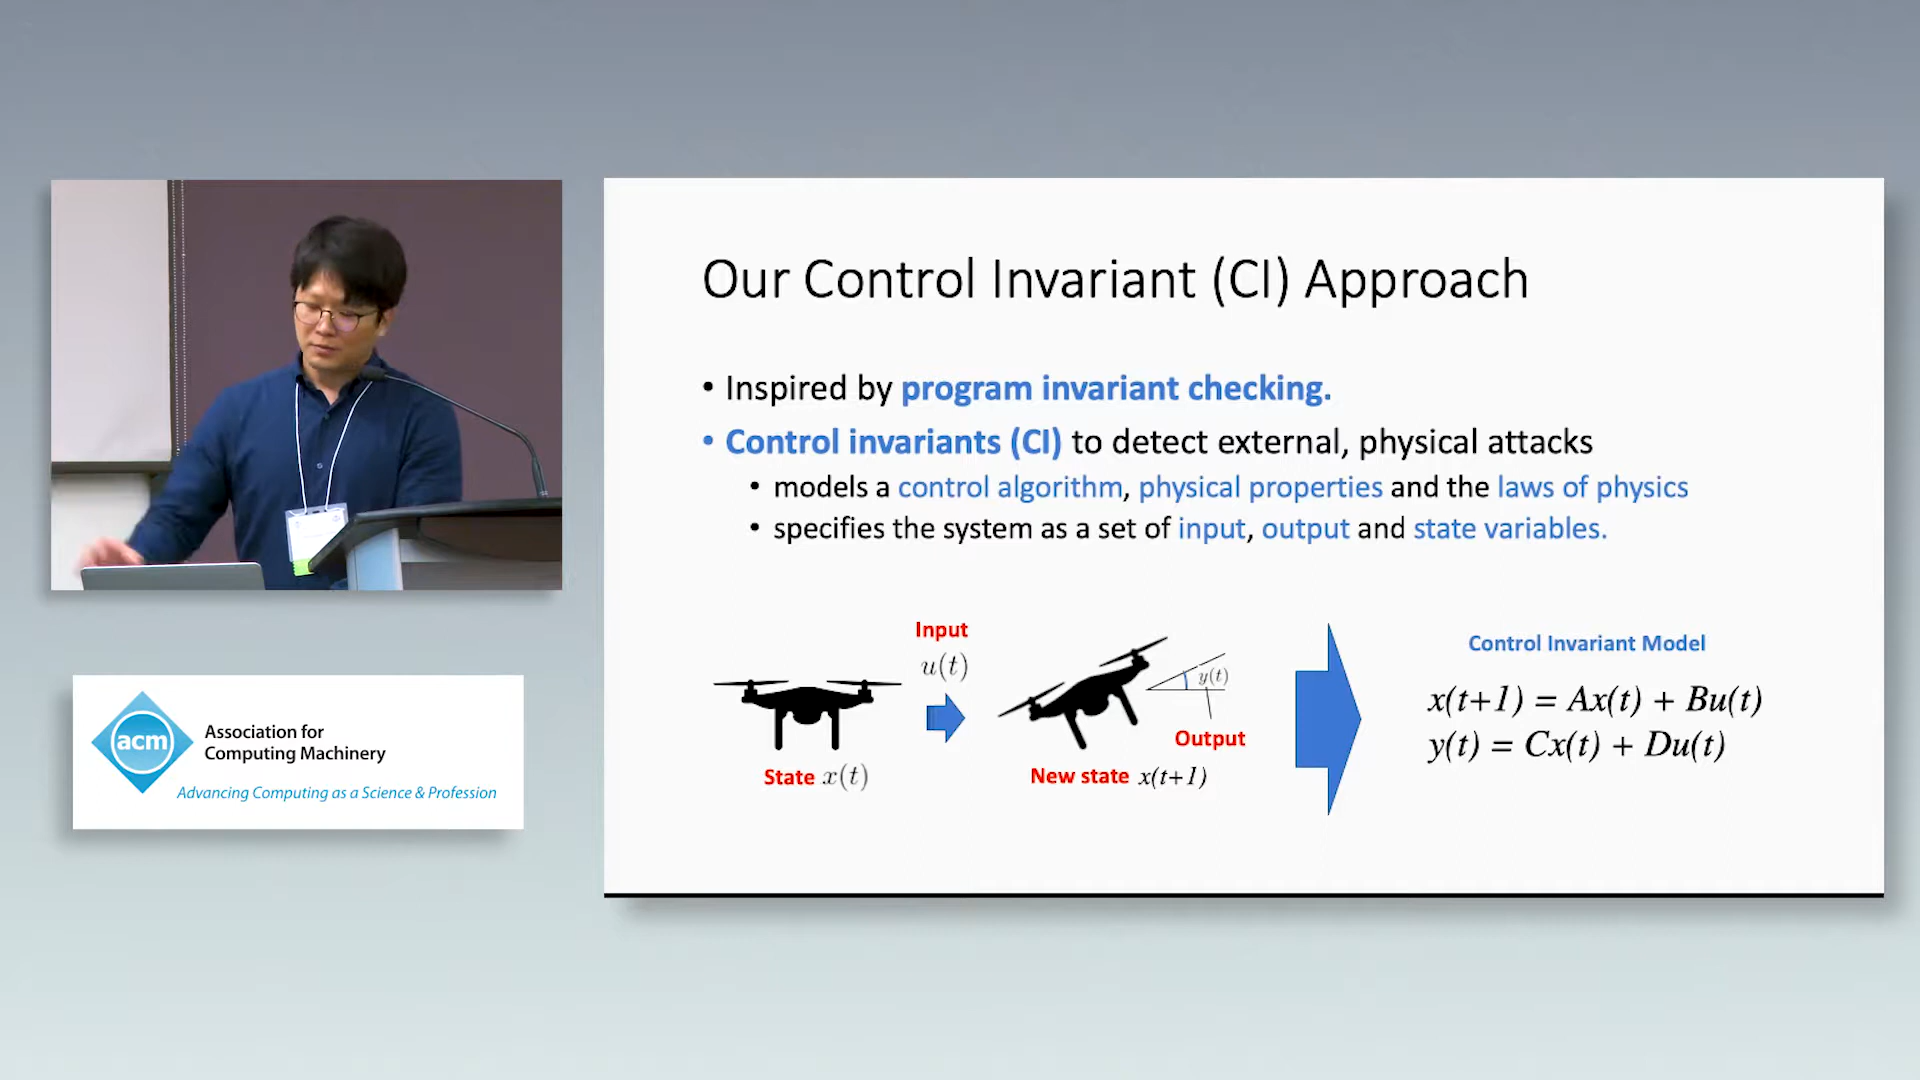 Our Control Invariant (CI) Approach
• Inspired by program invariant checking.
• Control invariants (CI) to detect external, physical attacks
• models a control algorithm, physical properties and the laws of physics
• specifies the system as a set of input, output and state variables.
Input
u(t)
y(t)
Output
State x(t)
New state x(t+1)
Control Invariant Model
x(t+1) = Ax(t) + Bu(t)
y(t) = Cx(t) + Du(t)
acm
Association for
Computing Machinery
Advancing Computing as a Science & Profession